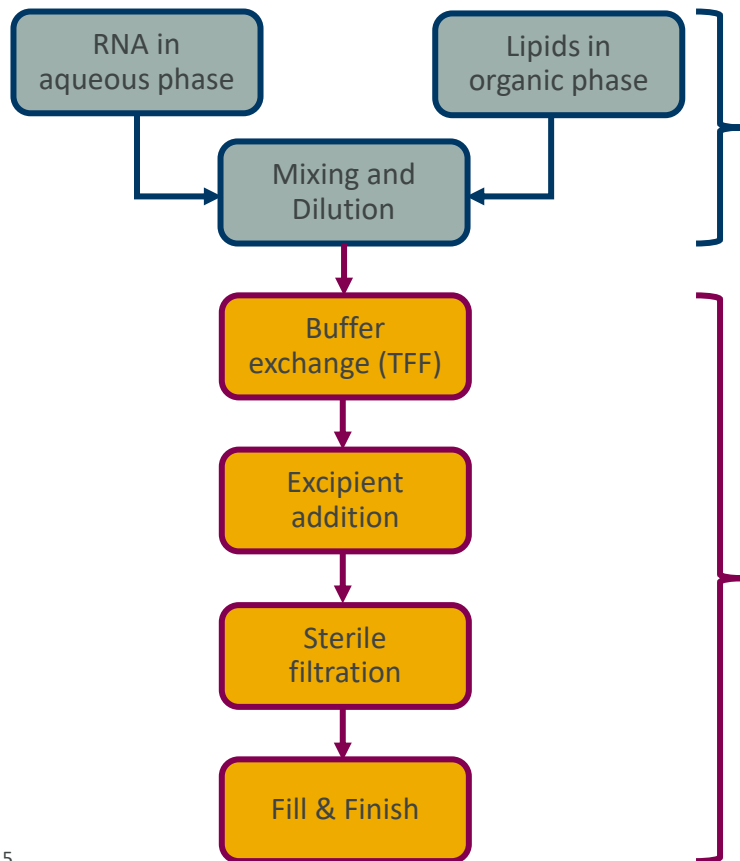 RNA in
aqueous phase
Lipids in
organic phase
Mixing and
Dilution
Buffer
exchange (TFF)
Excipient
addition
Sterile
filtration
Fill & Finish
5